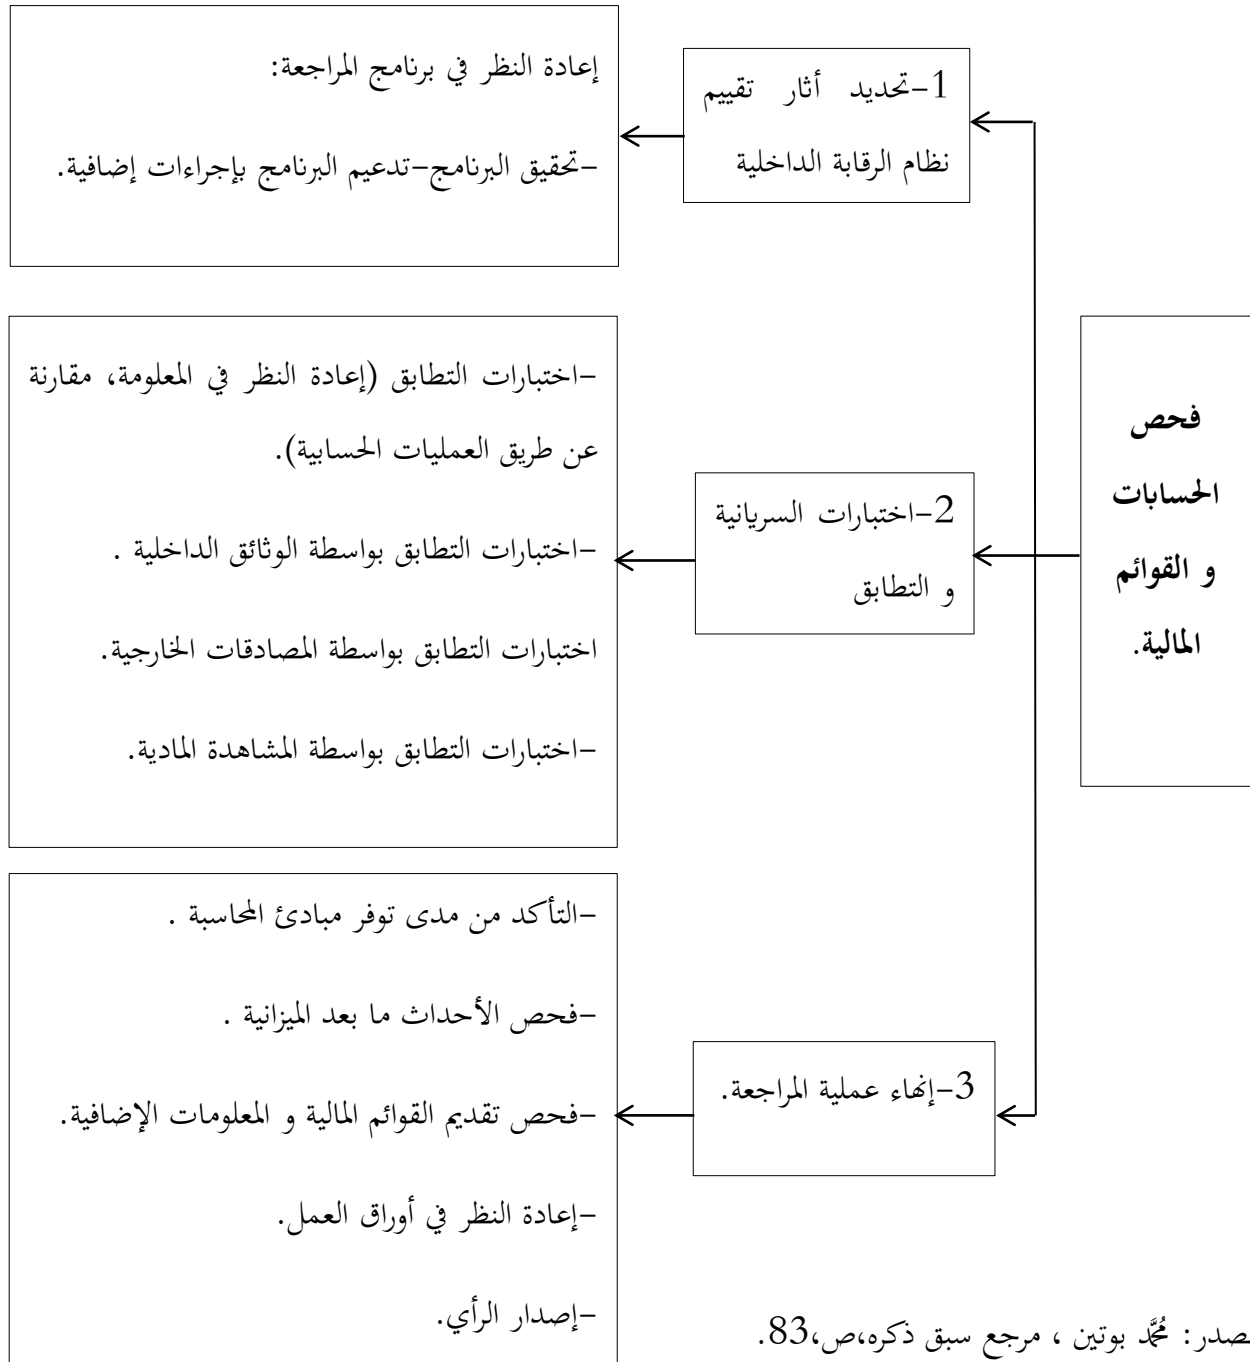 فحص
الحسابات
و القوائم
المالية.
1-تحديد أثار تقييم
نظام الرقابة الداخلية
إعادة النظر في برنامج المراجعة:
-تحقيق البرنامج-تدعيم البرنامج بإجراءات إضافية.
2-اختبارات السريانية
و التطابق
-اختبارات التطابق (إعادة النظر في المعلومة، مقارنة
عن طريق العمليات الحسابية).
-اختبارات التطابق بواسطة الوثائق الداخلية .
اختبارات التطابق بواسطة المصادقات الخارجية.
-اختبارات التطابق بواسطة المشاهدة المادية.
3-إنهاء عملية المراجعة.
-التأكد من مدى توفر مبادئ المحاسبة .
-فحص الأحداث ما بعد الميزانية .
-فحص تقديم القوائم المالية و المعلومات الإضافية.
-إعادة النظر في أوراق العمل.
-إصدار الرأي.
صدر: محمَّد بوتين ، مرجع سبق ذكره،ص،83.